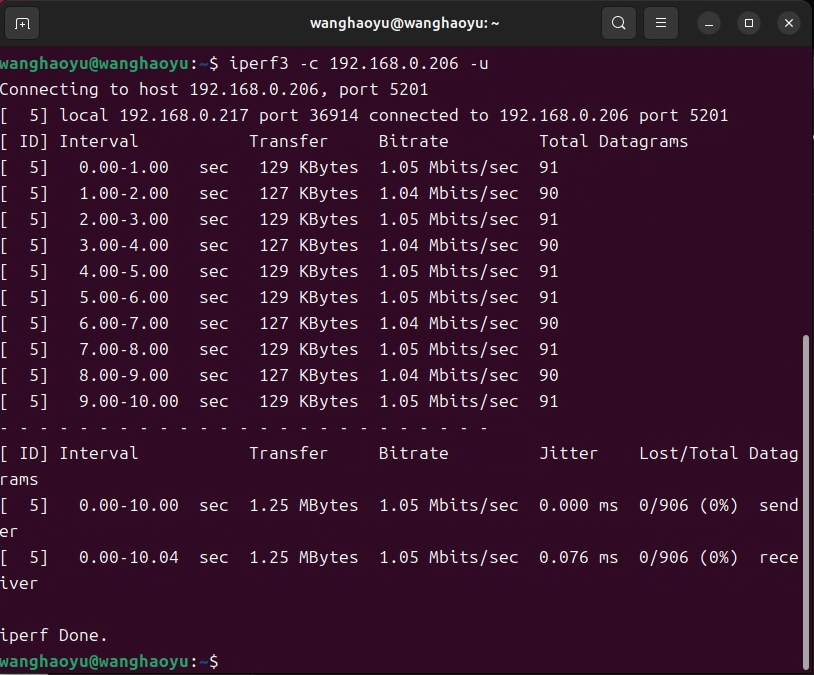 wanghaoyu@wanghaoyu: ~
wanghaoyu@wanghaoyu:~$ iperf3 -c 192.168.0.206 -u
Connecting to host 192.168.0.206, port 5201
[  5] local 192.168.0.217 port 36914 connected to 192.168.0.206 port 5201
[ ID] Interval           Transfer     Bitrate         Total Datagrams
[  5]   0.00-1.00   sec   129 KBytes  1.05 Mbits/sec  91
[  5]   1.00-2.00   sec   127 KBytes  1.04 Mbits/sec  90
[  5]   2.00-3.00   sec   129 KBytes  1.05 Mbits/sec  91
[  5]   3.00-4.00   sec   127 KBytes  1.04 Mbits/sec  90
[  5]   4.00-5.00   sec   129 KBytes  1.05 Mbits/sec  91
[  5]   5.00-6.00   sec   129 KBytes  1.05 Mbits/sec  91
[  5]   6.00-7.00   sec   127 KBytes  1.04 Mbits/sec  90
[  5]   7.00-8.00   sec   129 KBytes  1.05 Mbits/sec  91
[  5]   8.00-9.00   sec   127 KBytes  1.04 Mbits/sec  90
[  5]   9.00-10.00  sec   129 KBytes  1.05 Mbits/sec  91
- - - - - - - - - - - - - - - - - - - - - - - - -
[ ID] Interval           Transfer     Bitrate         Jitter    Lost/Total Datag
rams
[  5]   0.00-10.00  sec  1.25 MBytes  1.05 Mbits/sec  0.000 ms  0/906 (0%)  send
er
[  5]   0.00-10.04  sec  1.25 MBytes  1.05 Mbits/sec  0.076 ms  0/906 (0%)  rece
iver
iperf Done.
wanghaoyu@wanghaoyu:~$